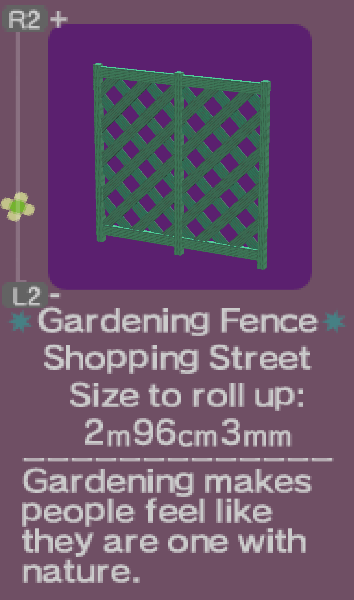 R2 +
L2 -
Gardening Fence
Shopping Street
Size to roll up:
2m96cm3mm
Gardening makes
people feel like
they are one with
nature.